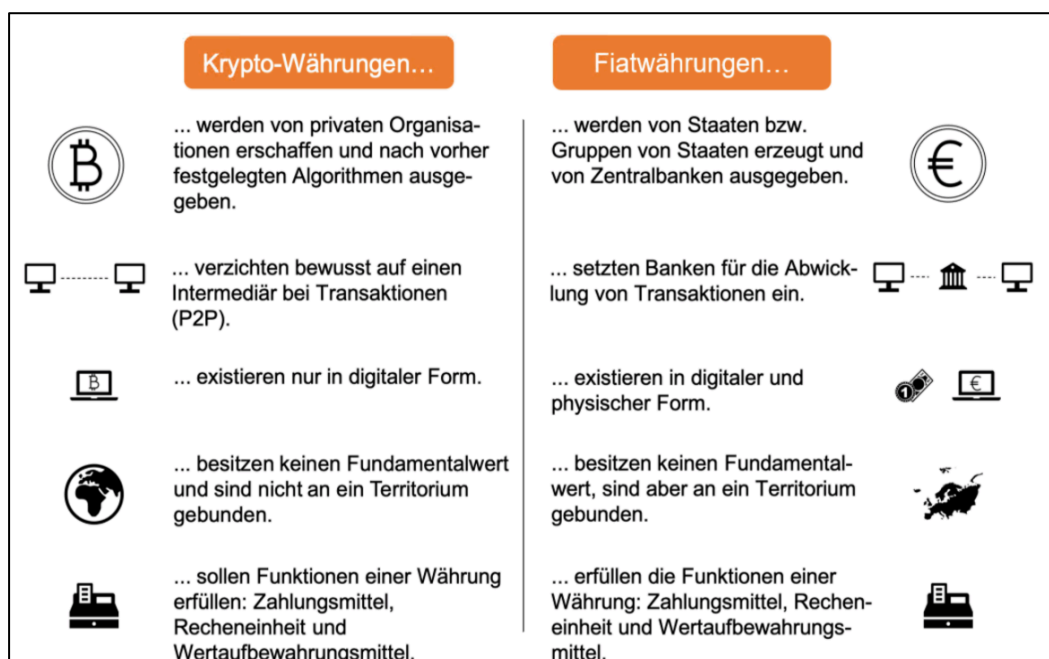 Krypto-Währungen…
Fiatwährungen…
... werden von privaten Organisa-
tionen erschaffen und nach vorher
festgelegten Algorithmen ausge-
geben.
... werden von Staaten bzw.
Gruppen von Staaten erzeugt und
von Zentralbanken ausgegeben.
... verzichten bewusst auf einen
Intermediär bei Transaktionen
(P2P).
... setzten Banken für die Abwick-
lung von Transaktionen ein.
... existieren nur in digitaler Form.
... existieren in digitaler und
physischer Form.
... besitzen keinen Fundamentalwert
und sind nicht an ein Territorium
gebunden.
... besitzen keinen Fundamental-
wert, sind aber an ein Territorium
gebunden.
... sollen Funktionen einer Währung
erfüllen: Zahlungsmittel,
Recheneinheit und
Wertaufbewahrungsmittel.
... erfüllen die Funktionen einer
Währung: Zahlungsmittel, Rechen-
einheit und Wertaufbewahrungs-
mittel.